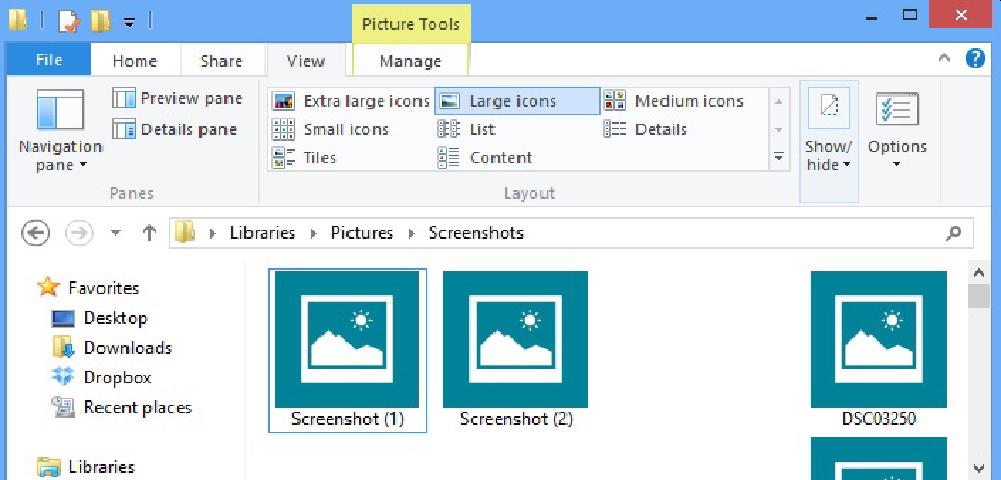 Picture Tools
File Home Share View Manage
Navigation pane
Preview pane
Details pane
Panes
Extra large icons Large icons Medium icons
Small icons List Details
Tiles Content
Layout
Show/
hide
Options
Libraries Pictures Screenshots
Favorites
Desktop
Downloads
Dropbox
Recent places
Libraries
Screenshot (1) Screenshot (2) DSC03250